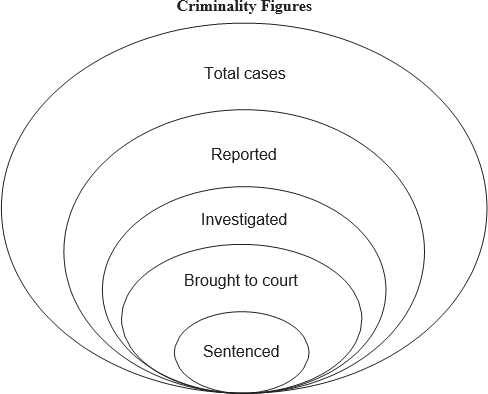 Criminality Figures
Total cases
Reported
Investigated
Brought to court
Sentenced